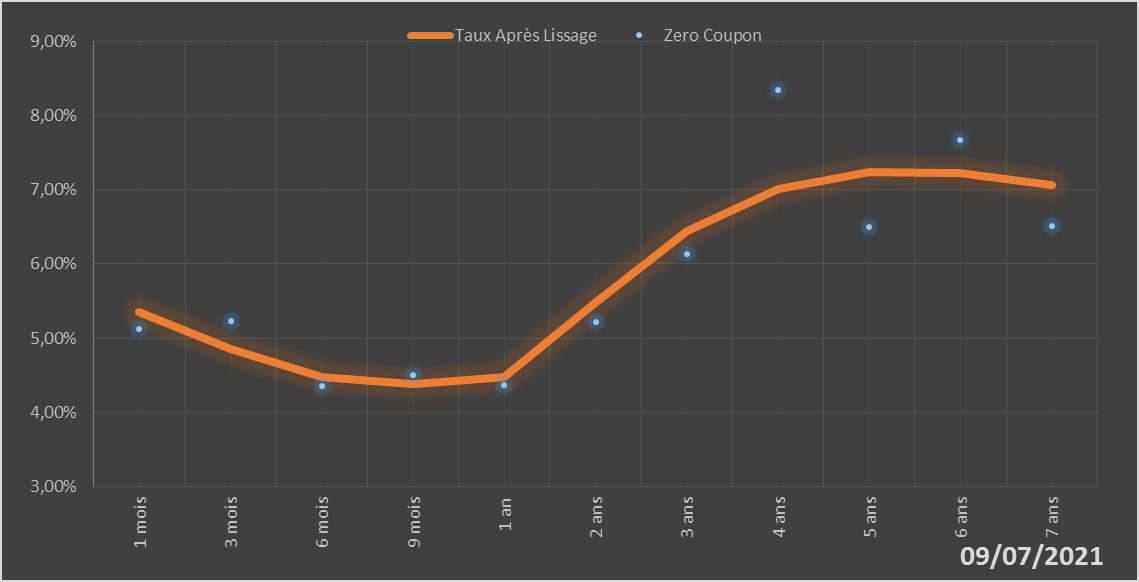 Taux Après Lissage
Zero Coupon
9,00%
8,00%
7,00%
6,00%
5,00%
4,00%
3,00%
1 mois
3 mois
6 mois
9 mois
1 an
2 ans
3 ans
4 ans
5 ans
6 ans
7 ans
09/07/2021